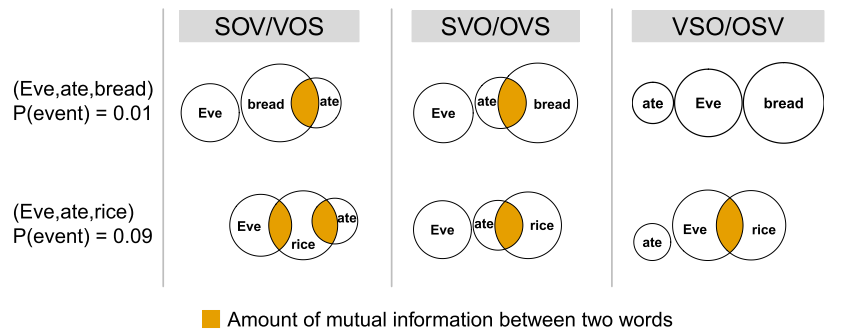 SOV/VOS
SVO/OVS
VSO/OSV
(Eve,ate,bread)
P(event) = 0.01
Eve
bread
ate
Eve
ate
bread
ate
Eve
bread
(Eve,ate,rice)
P(event) = 0.09
Eve
rice
ate
Eve
ate
rice
ate
Eve
rice
Amount of mutual information between two words